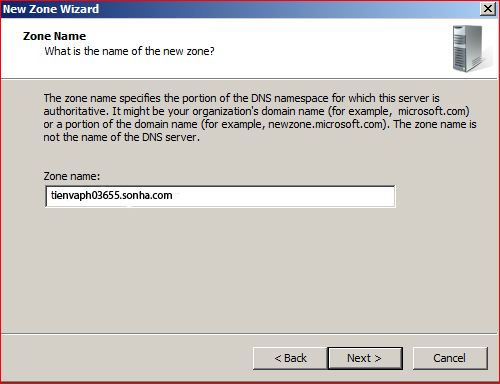 New Zone Wizard
Zone Name
What is the name of the new zone?
The zone name specifies the portion of the DNS namespace for which this server is
authoritative. It might be your organization's domain name (for example, microsoft.com)
or a portion of the domain name (for example, newzone.microsoft.com). The zone name is
not the name of the DNS server.
Zone name:
tienvaph03655.sonha.com
< Back
Next >
Cancel